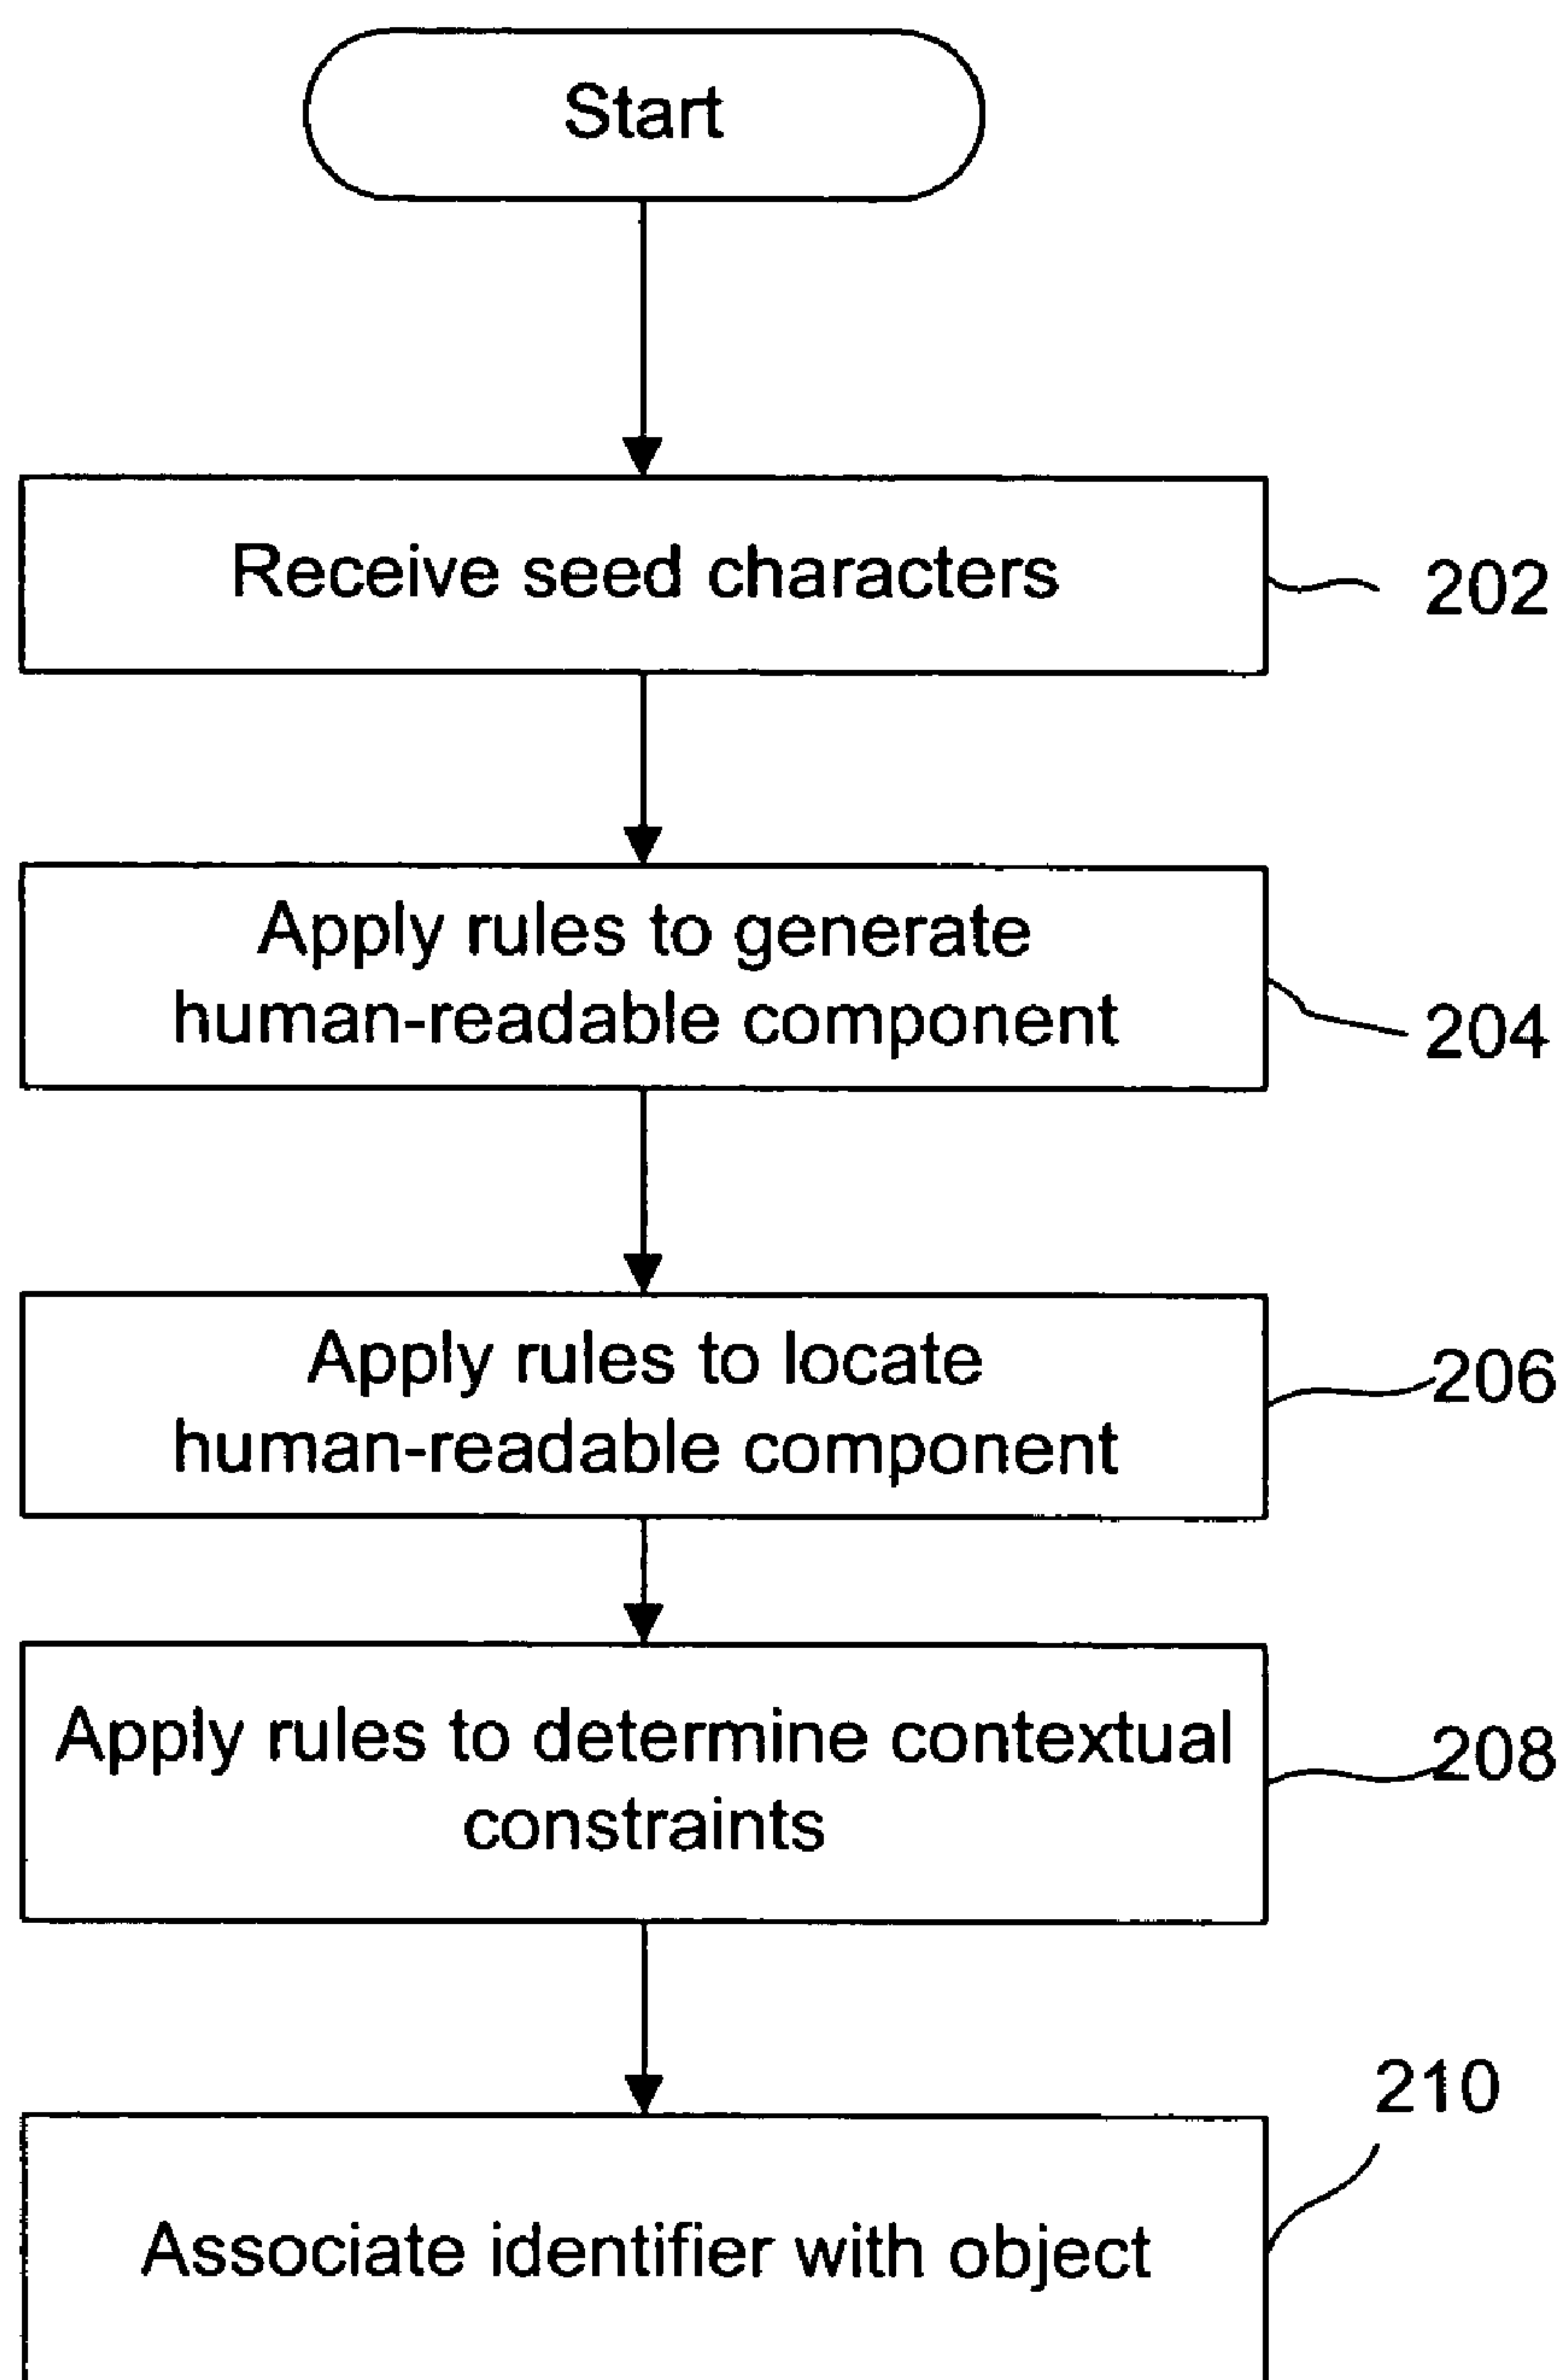 Start
Receive seed characters
202
Apply rules to generate
human-readable component
204
Apply rules to locate
human-readable component
206
Apply rules to determine contextual
constraints
208
210
Associate identifier with object